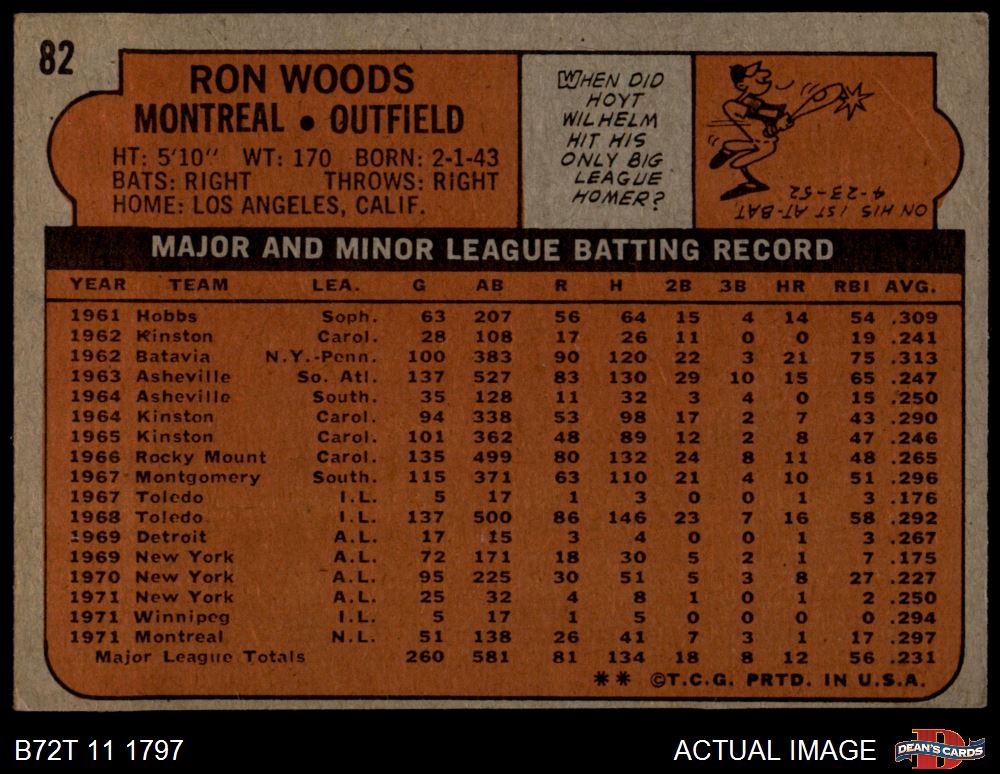 82
RON WOODS
MONTREAL • OUTFIELD
HT: 5'10" WT: 170 BORN: 2-1-43
BATS: RIGHT THROWS: RIGHT
HOME: LOS ANGELES, CALIF.
WHEN DID
HOYT
WILHELM
HIT HIS
ONLY BIG
LEAGUE
HOMER?
ON HIS 1ST AT-BAT
4-23-52
MAJOR AND MINOR LEAGUE BATTING RECORD
YEAR TEAM LEA. G AB R H 2B 3B HR RBI AVG.
1961 Hobbs Soph. 63 207 56 64 15 4 14 54 .309
1962 Kinston Carol. 28 108 17 26 11 0 0 19 .241
1962 Batavia N.Y.-Penn. 100 383 90 120 22 3 21 75 .313
1963 Asheville So. Atl. 137 527 83 130 29 10 15 65 .247
1964 Asheville South. 35 128 11 32 3 4 0 15 .250
1964 Kinston Carol. 94 338 53 98 17 2 7 43 .290
1965 Kinston Carol. 101 362 48 89 12 2 8 47 .246
1966 Rocky Mount Carol. 135 499 80 132 24 8 11 48 .265
1967 Montgomery South. 115 371 63 110 21 4 10 51 .296
1967 Toledo I.L. 5 17 1 3 0 0 1 3 .176
1968 Toledo I.L. 137 500 86 146 23 7 16 58 .292
1969 Detroit A.L. 17 15 3 4 0 0 1 3 .267
1969 New York A.L. 72 171 18 30 5 2 1 7 .175
1970 New York A.L. 95 225 30 51 5 3 8 27 .227
1971 New York A.L. 25 32 4 8 1 0 1 2 .250
1971 Winnipeg I.L. 5 17 1 5 0 0 0 0 .294
1971 Montreal N.L. 51 138 26 41 7 3 1 17 .297
Major League Totals 260 581 81 134 18 8 12 56 .231
** ©T.C.G. PRTD. IN U.S.A.
B72T 11 1797
ACTUAL IMAGE
D
DEAN'S CARDS